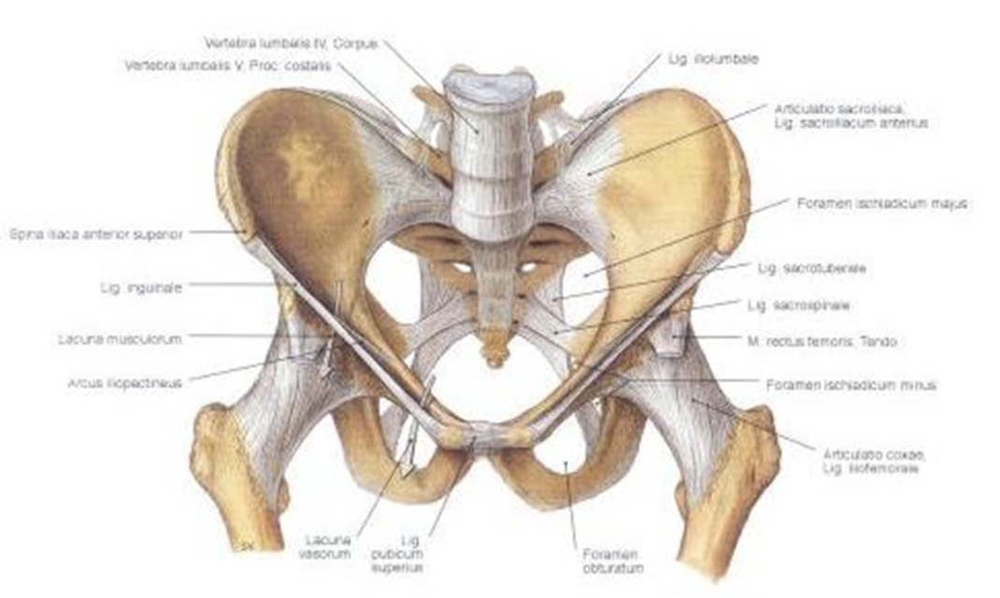 Vertebra lumbalis IV, Corpus
Vertebra lumbalis V, Proc. costalis
Lig. iliolumbale
Articulatio sacroiliaca,
Lig. sacroiliacum anterius
Foramen ischiadicum majus
Spina iliaca anterior superior
Lig. sacrotuberale
Lig. inguinale
Lig. sacrospinale
Lacuna musculorum
M. rectus femoris, Tendo
Arcus iliopectineus
Foramen ischiadicum minus
Articulatio coxae,
Lig. iliofemorale
Lacuna
vasorum
Lig.
pubicum
superius
Foramen
obturatum